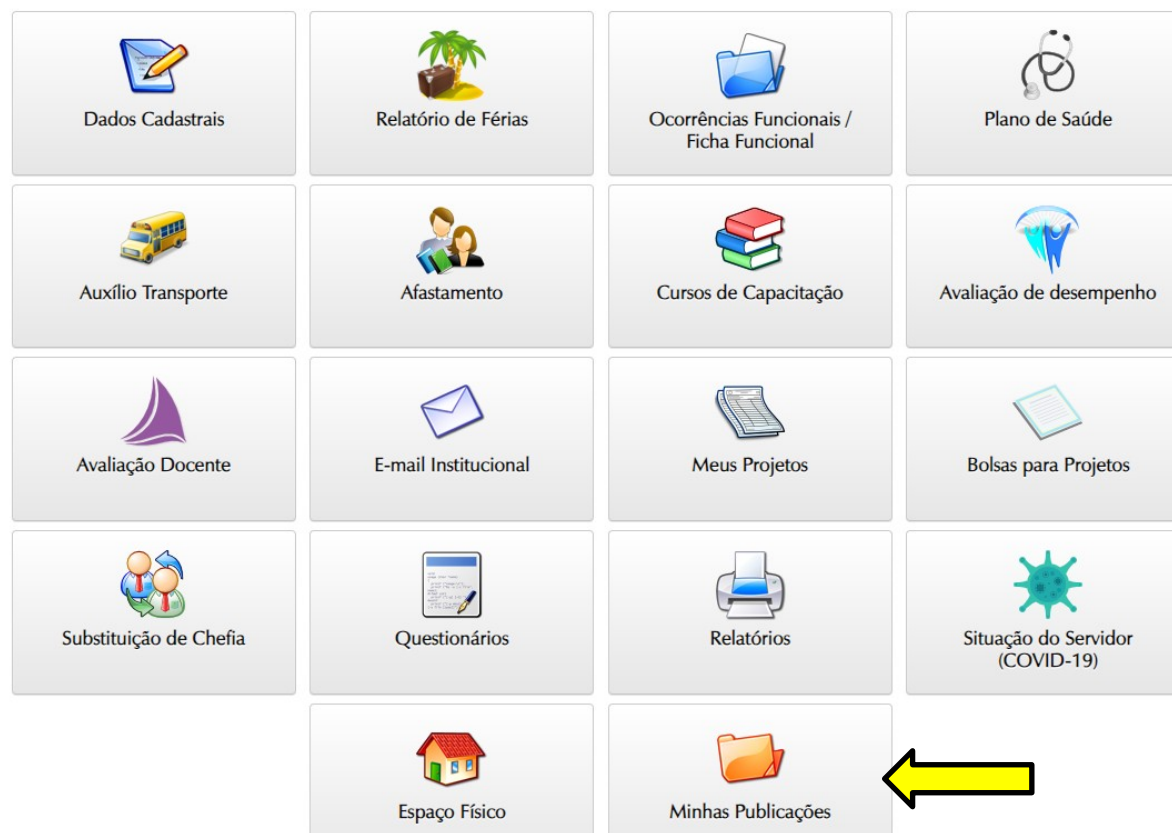 Dados Cadastrais
Relatório de Férias
Ocorrências Funcionais /
Ficha Funcional
Plano de Saúde
Auxílio Transporte
Afastamento
Cursos de Capacitação
Avaliação de desempenho
Avaliação Docente
E-mail Institucional
Meus Projetos
Bolsas para Projetos
Substituição de Chefia
Questionários
Relatórios
Situação do Servidor
(COVID-19)
Espaço Físico
Minhas Publicações